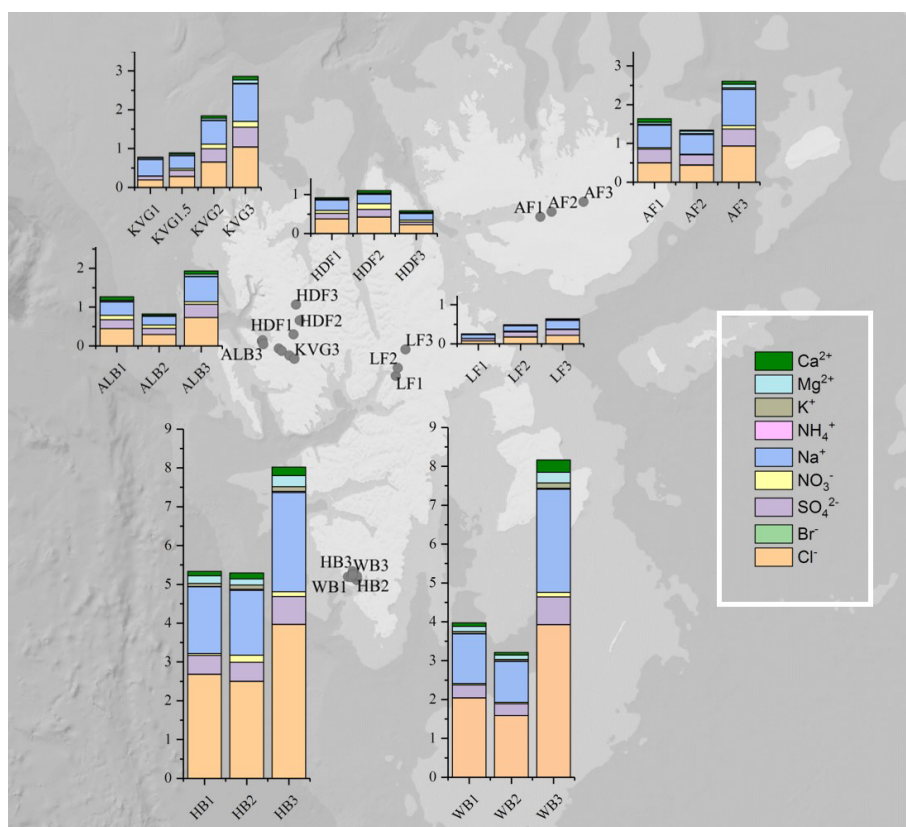 3
2
1
0
KVG1
KVG1.5
KVG2
KVG3
3
2
1
0
AF1
AF2
AF3
1
0
HDF1
HDF2
HDF3
AF1
AF2
AF3
2
1
0
ALB1
ALB2
ALB3
HDF3
HDF2
HDF1
KVG3
ALB3
LF3
LF2
LF1
1
0
LF1
LF2
LF3
Ca²⁺
Mg²⁺
K⁺
NH₄⁺
Na⁺
NO₃⁻
SO₄²⁻
Br⁻
Cl⁻
9
8
7
6
5
4
3
2
1
0
HB1
HB2
HB3
HB3
WB3
WB1
HB2
9
8
7
6
5
4
3
2
1
0
WB1
WB2
WB3